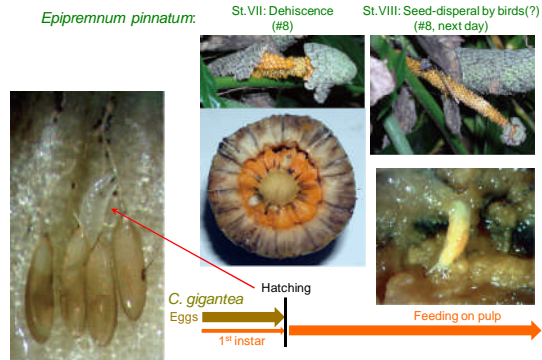 Epipremnum pinnatum:
St.VII: Dehiscence
(#8)
St.VIII: Seed-disperal by birds(?)
(#8, next day)
Hatching
C. gigantea
Eggs
1st instar
Feeding on pulp